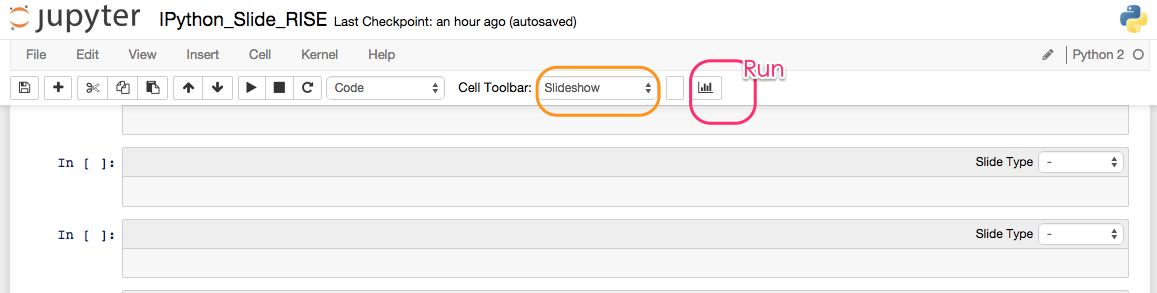 jupyter IPython_Slide_RISE Last Checkpoint: an hour ago (autosaved)
File Edit View Insert Cell Kernel Help Python 2
Run
Code Cell Toolbar: Slideshow
In [ ]: Slide Type -
In [ ]: Slide Type -